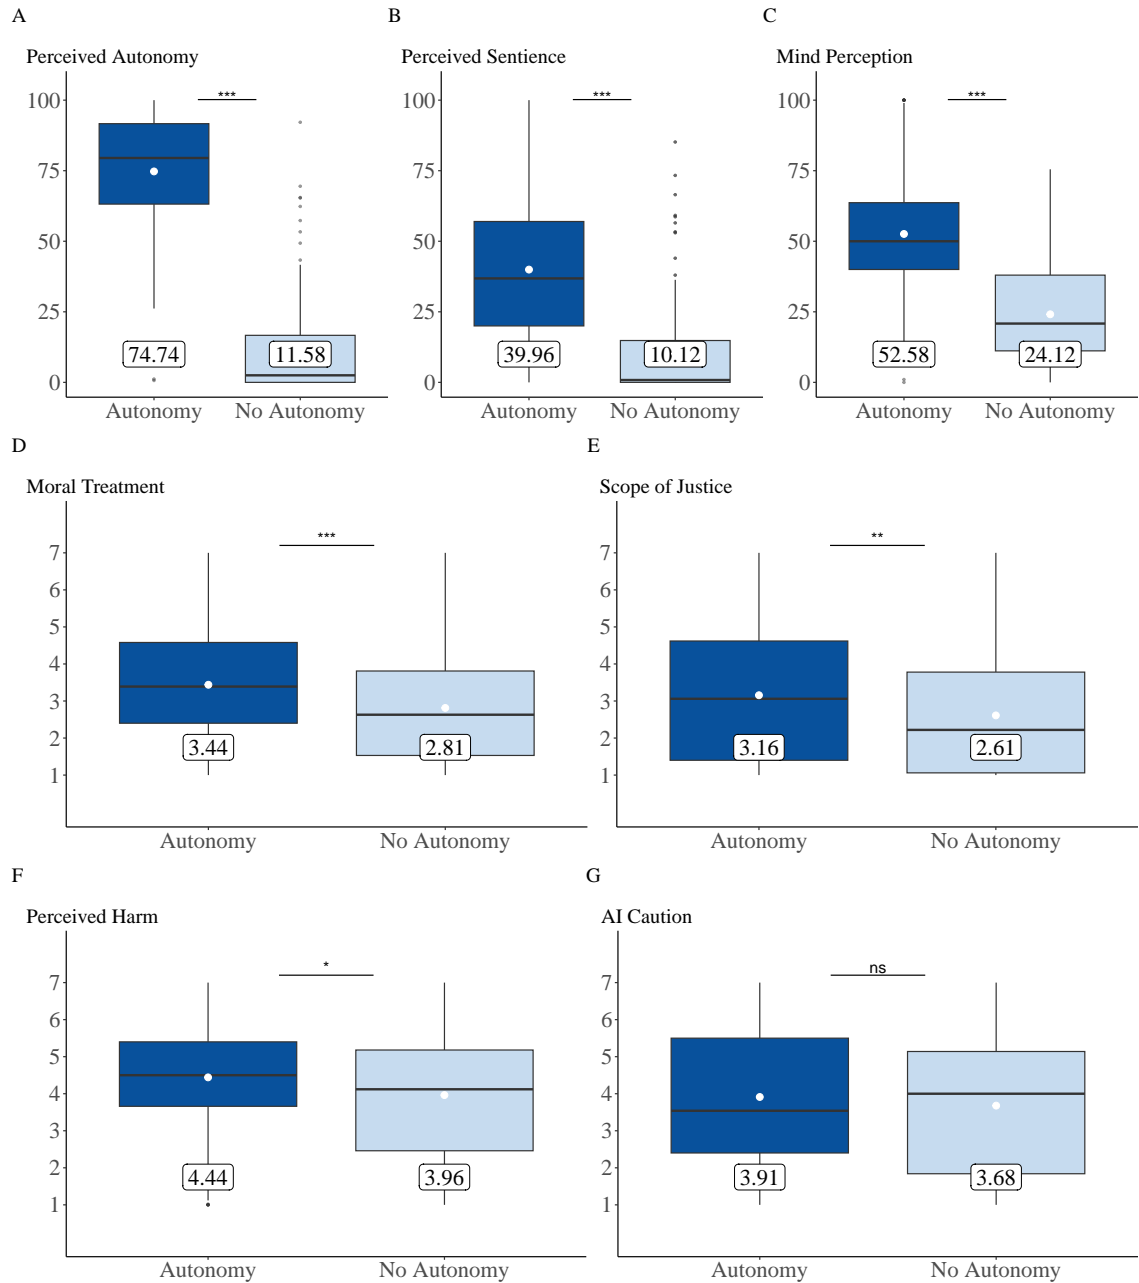 A
B
C
Perceived Autonomy
Perceived Sentience
Mind Perception
100
75
50
25
0
***
74.74
11.58
Autonomy
No Autonomy
100
75
50
25
0
***
39.96
10.12
Autonomy
No Autonomy
100
75
50
25
0
***
52.58
24.12
Autonomy
No Autonomy
D
E
Moral Treatment
Scope of Justice
7
6
5
4
3
2
1
***
3.44
2.81
Autonomy
No Autonomy
7
6
5
4
3
2
1
**
3.16
2.61
Autonomy
No Autonomy
F
G
Perceived Harm
AI Caution
7
6
5
4
3
2
1
*
4.44
3.96
Autonomy
No Autonomy
7
6
5
4
3
2
1
ns
3.91
3.68
Autonomy
No Autonomy